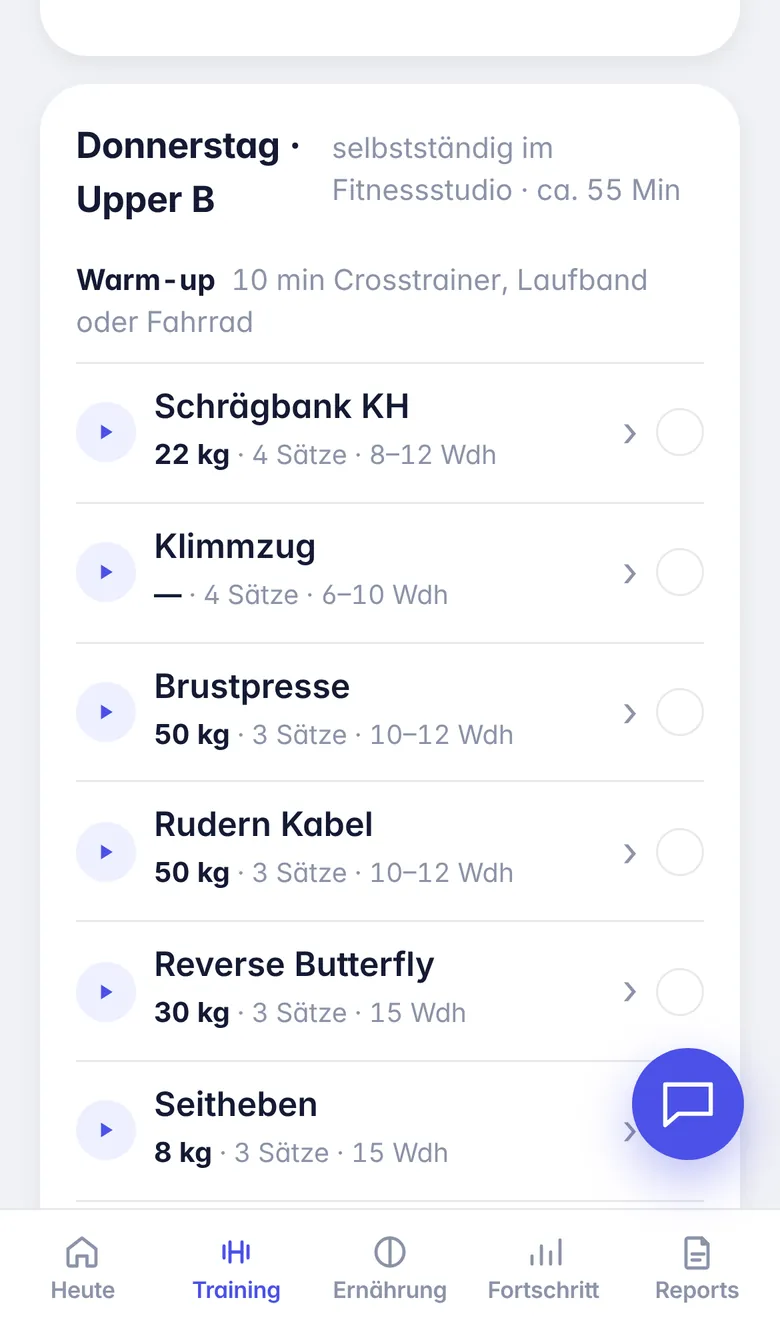 Donnerstag ·
Upper B
selbstständig im
Fitnessstudio · ca. 55 Min
Warm-up 10 min Crosstrainer, Laufband
oder Fahrrad
Schrägbank KH
22 kg · 4 Sätze · 8–12 Wdh
Klimmzug
— · 4 Sätze · 6–10 Wdh
Brustpresse
50 kg · 3 Sätze · 10–12 Wdh
Rudern Kabel
50 kg · 3 Sätze · 10–12 Wdh
Reverse Butterfly
30 kg · 3 Sätze · 15 Wdh
Seitheben
8 kg · 3 Sätze · 15 Wdh
Heute
Training
Ernährung
Fortschritt
Reports